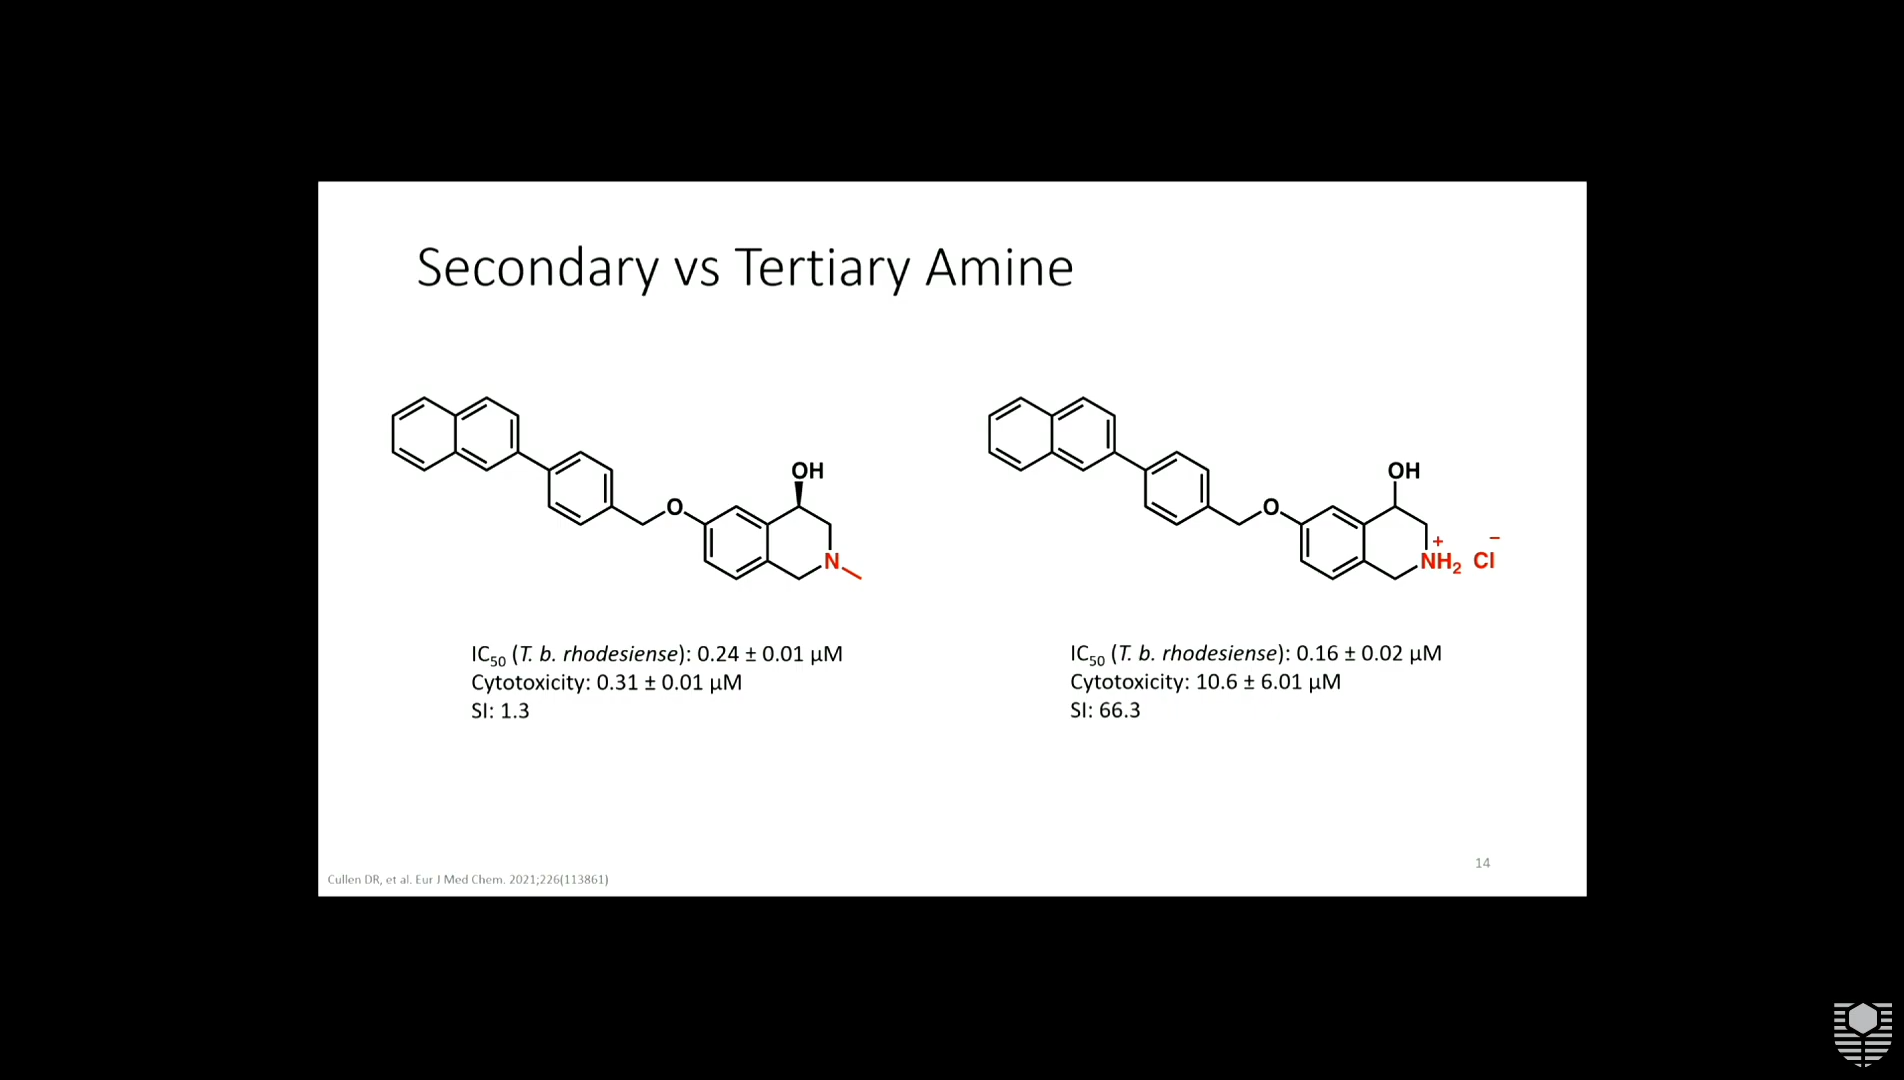 Secondary vs Tertiary Amine
OH
O
N
OH
O
+
NH₂ Cl⁻
IC₅₀ (T. b. rhodesiense): 0.24 ± 0.01 µM
Cytotoxicity: 0.31 ± 0.01 µM
SI: 1.3
IC₅₀ (T. b. rhodesiense): 0.16 ± 0.02 µM
Cytotoxicity: 10.6 ± 6.01 µM
SI: 66.3
14
Cullen DR, et al. Eur J Med Chem. 2021;226(113861)